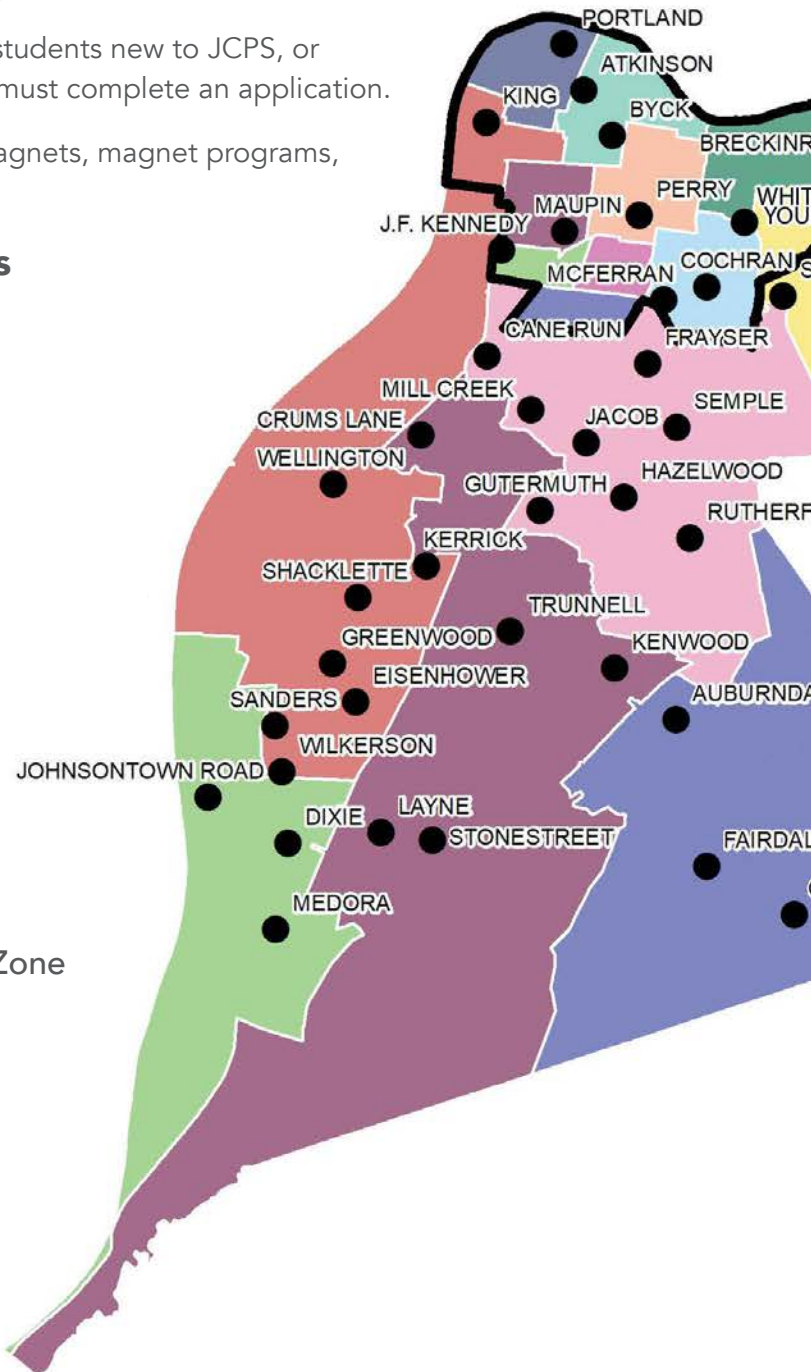 students new to JCPS, or
must complete an application.
agnets, magnet programs,
s
Zone
PORTLAND
ATKINSON
KING
BYCK
BRECKINR
MAUPIN
PERRY
WHIT
YOU
J.F. KENNEDY
MCFERRAN
COCHRAN
S
CANE RUN
FRAYSER
MILL CREEK
CRUMS LANE
JACOB
SEMPLE
WELLINGTON
GUTERMUTH
HAZELWOOD
RUTHERF
KERRICK
SHACKLETTE
TRUNNELL
GREENWOOD
KENWOOD
EISENHOWER
SANDERS
AUBURNDA
WILKERSON
JOHNSONTOWN ROAD
DIXIE
LAYNE
STONESTREET
FAIRDAL
MEDORA